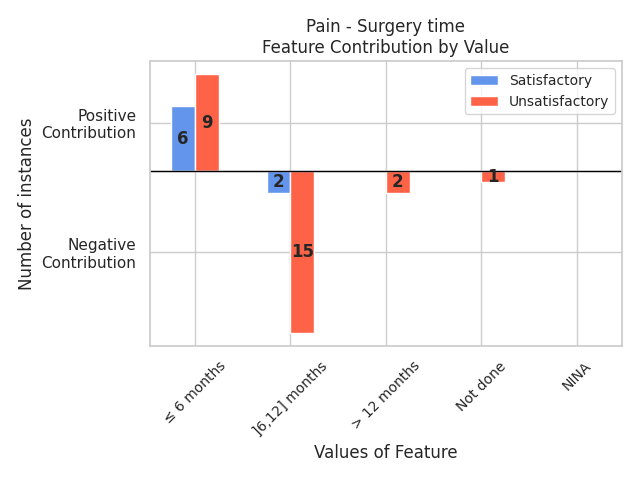 Pain - Surgery time
Feature Contribution by Value
Satisfactory
Unsatisfactory
Positive
Contribution
Negative
Contribution
Number of instances
6
9
2
15
2
1
≤ 6 months
]6,12] months
> 12 months
Not done
NINA
Values of Feature